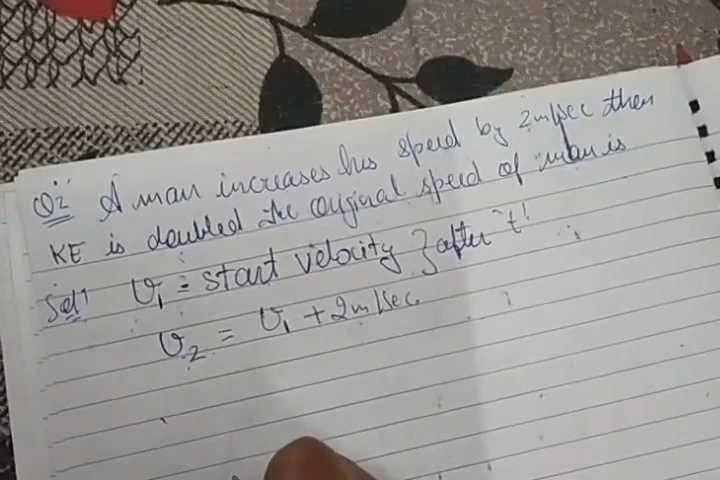 Q2: A man increases his speed by 2m/sec then
KE is doubled the original speed of man is
Sol^n V₁ = start velocity } after 't'
V₂ = V₁ + 2m/sec